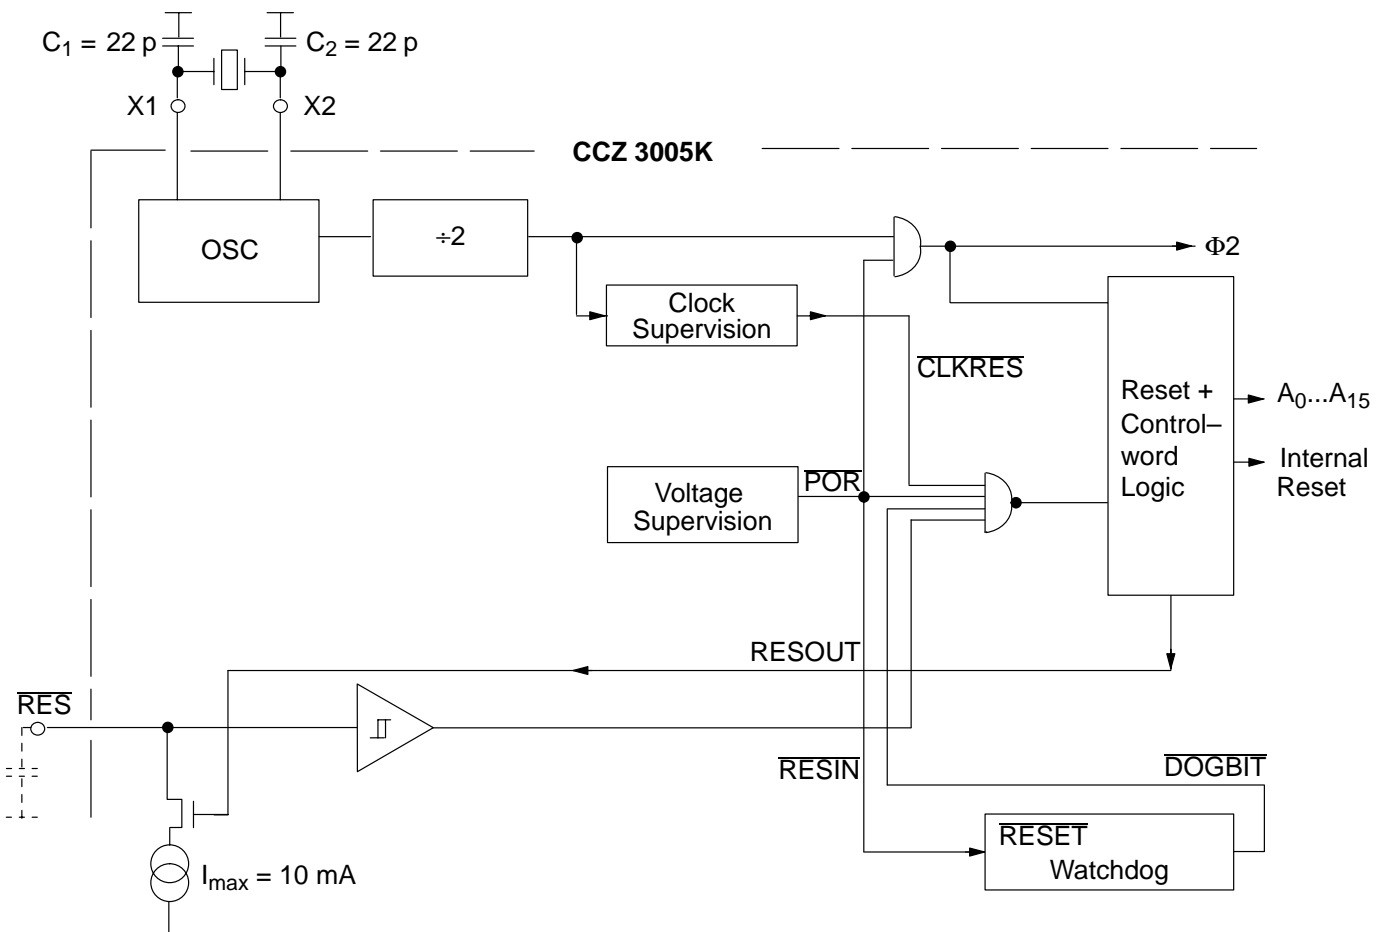 C1 = 22 p
C2 = 22 p
X1
X2
CCZ 3005K
OSC
÷2
Φ2
Clock
Supervision
CLKRES
Reset +
Control–
word
Logic
A0...A15
Internal
Reset
Voltage
Supervision
POR
RESOUT
RES
RESIN
DOGBIT
RESET
Watchdog
Imax = 10 mA